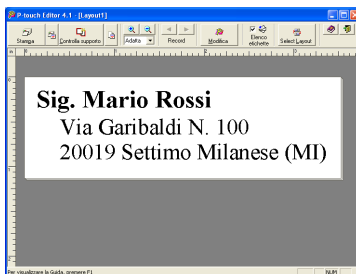 P-touch Editor 4.1 - [Layout1]
Stampa
Controlla supporto
Adatta
Record
Modifica
Elenco etichette
Select Layout
Sig. Mario Rossi
Via Garibaldi N. 100
20019 Settimo Milanese (MI)
Per visualizzare la Guida, premere F1
NUM